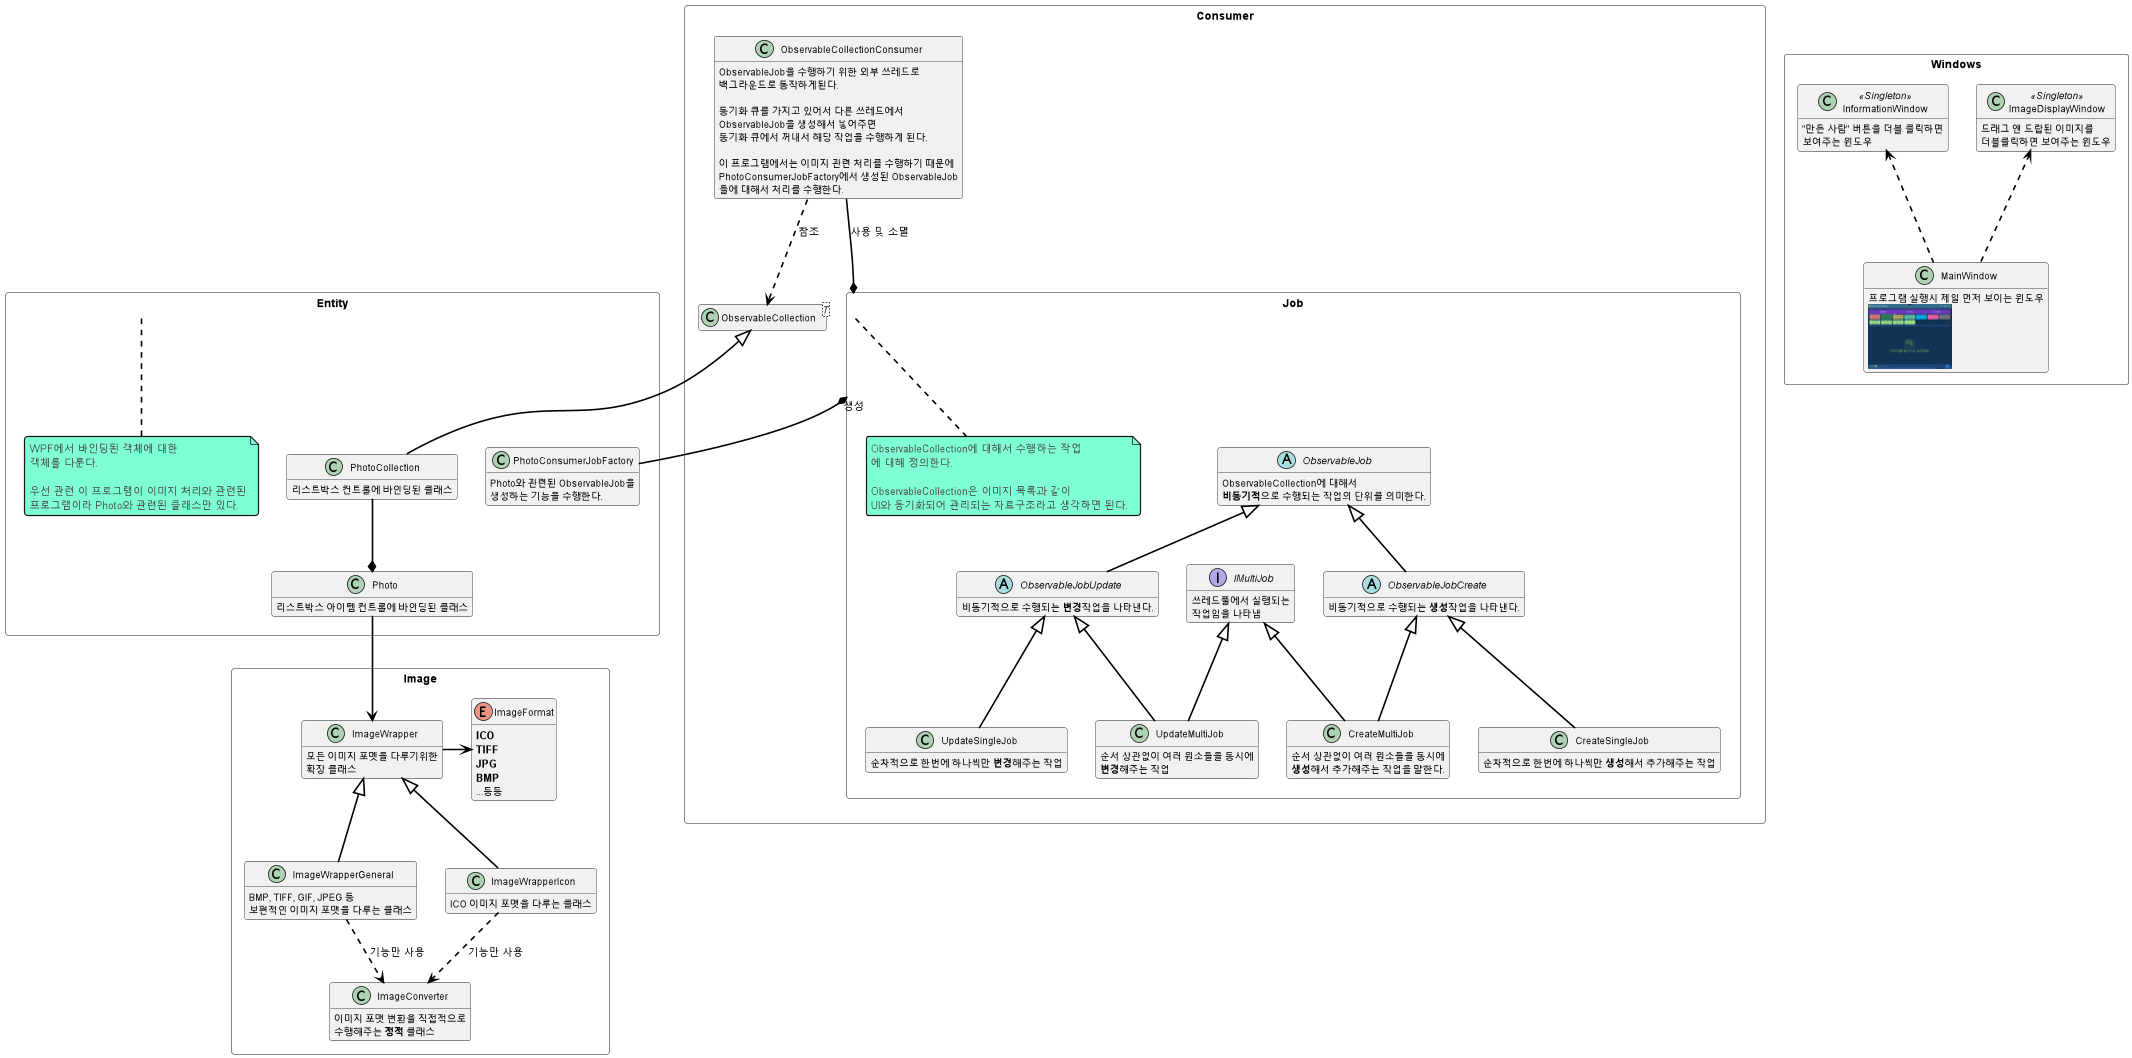 Consumer
ObservableCollectionConsumer
ObservableJob을 수행하기 위한 외부 쓰레드로
백그라운드로 동작하게된다.
동기화 큐를 가지고 있어서 다른 쓰레드에서
ObservableJob을 생성해서 넣어주면
동기화 큐에서 꺼내서 해당 작업을 수행하게 된다.
이 프로그램에서는 이미지 관련 처리를 수행하기 때문에
PhotoConsumerJobFactory에서 생성된 ObservableJob
들에 대해서 처리를 수행한다.
참조
사용 및 소멸
ObservableCollection
T
Windows
«Singleton»
InformationWindow
"만든 사람" 버튼을 더블 클릭하면
보여주는 윈도우
«Singleton»
ImageDisplayWindow
드래그 앤 드랍된 이미지를
더블클릭하면 보여주는 윈도우
MainWindow
프로그램 실행시 제일 먼저 보이는 윈도우
Entity
WPF에서 바인딩된 객체에 대한
객체를 다룬다.
우선 관련 이 프로그램이 이미지 처리와 관련된
프로그램이라 Photo와 관련된 클래스만 있다.
PhotoCollection
리스트박스 컨트롤에 바인딩된 클래스
PhotoConsumerJobFactory
Photo와 관련된 ObservableJob을
생성하는 기능을 수행한다.
생성
Photo
리스트박스 아이템 컨트롤에 바인딩된 클래스
Job
ObservableCollection에 대해서 수행하는 작업
에 대해 정의한다.
ObservableCollection은 이미지 목록과 같이
UI와 동기화되어 관리되는 자료구조라고 생각하면 된다.
ObservableJob
ObservableCollection에 대해서
비동기적으로 수행되는 작업의 단위를 의미한다.
ObservableJobUpdate
비동기적으로 수행되는 변경작업을 나타낸다.
IMultiJob
쓰레드풀에서 실행되는
작업임을 나타냄
ObservableJobCreate
비동기적으로 수행되는 생성작업을 나타낸다.
UpdateSingleJob
순차적으로 한번에 하나씩만 변경해주는 작업
UpdateMultiJob
순서 상관없이 여러 원소들을 동시에
변경해주는 작업
CreateMultiJob
순서 상관없이 여러 원소들을 동시에
생성해서 추가해주는 작업을 말한다.
CreateSingleJob
순차적으로 한번에 하나씩만 생성해서 추가해주는 작업
Image
ImageWrapper
모든 이미지 포맷을 다루기위한
확장 클래스
ImageFormat
ICO
TIFF
JPG
BMP
...등등
ImageWrapperGeneral
BMP, TIFF, GIF, JPEG 등
보편적인 이미지 포맷을 다루는 클래스
ImageWrapperIcon
ICO 이미지 포맷을 다루는 클래스
기능만 사용
기능만 사용
ImageConverter
이미지 포맷 변환을 직접적으로
수행해주는 정적 클래스